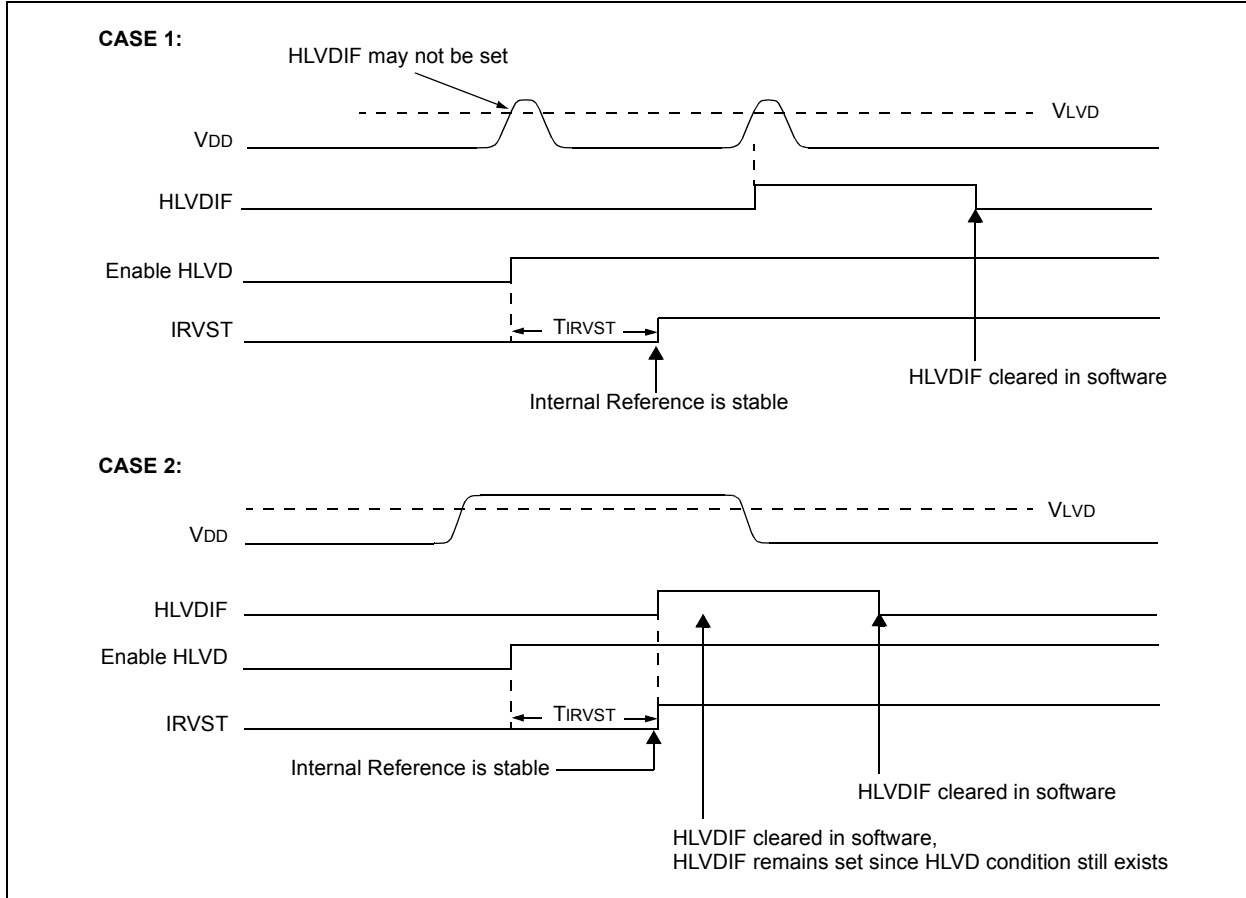 CASE 1:
HLVDIF may not be set
VLVD
VDD
HLVDIF
Enable HLVD
IRVST
TIRVST
HLVDIF cleared in software
Internal Reference is stable
CASE 2:
VLVD
VDD
HLVDIF
Enable HLVD
IRVST
TIRVST
Internal Reference is stable
HLVDIF cleared in software
HLVDIF cleared in software,
HLVDIF remains set since HLVD condition still exists